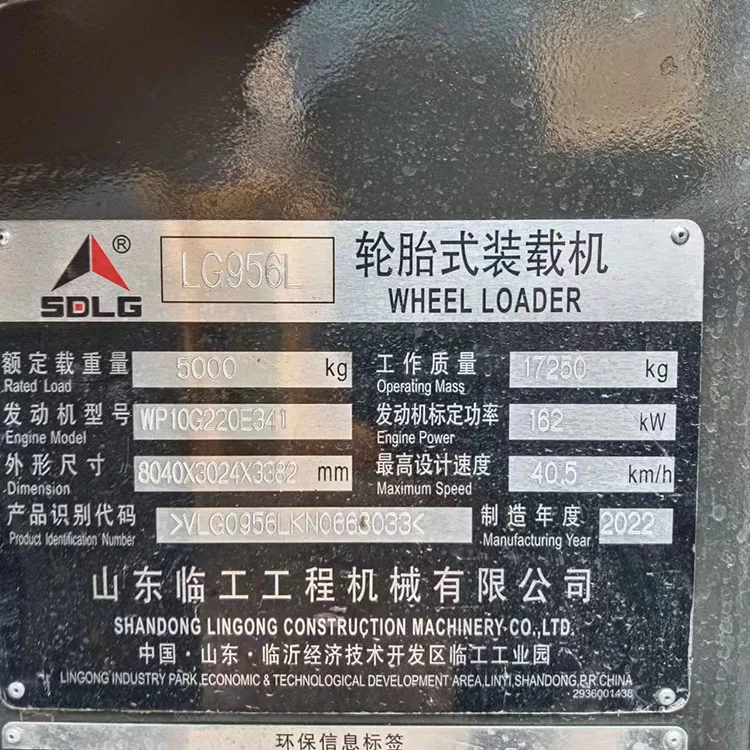 ®
SDLG
LG956L
轮胎式装载机
WHEEL LOADER
额定载重量 5000 kg 工作质量 17250 kg
Rated Load Operating Mass
发动机型号 WP10G220E341 发动机标定功率 162 kW
Engine Model Engine Power
外形尺寸 8040X3024X3382 mm 最高设计速度 40.5 km/h
Dimension Maximum Speed
产品识别代码 >VLG0956LKN0663033< 制造年度 2022
Product Identification Number Manufacturing Year
山东临工工程机械有限公司
SHANDONG LINGONG CONSTRUCTION MACHINERY CO.,LTD.
中国·山东·临沂经济技术开发区临工工业园
LINGONG INDUSTRY PARK,ECONOMIC & TECHNOLOGICAL DEVELOPMENT AREA,LINYI,SHANDONG,P.R.CHINA
2936001438
环保信息标签